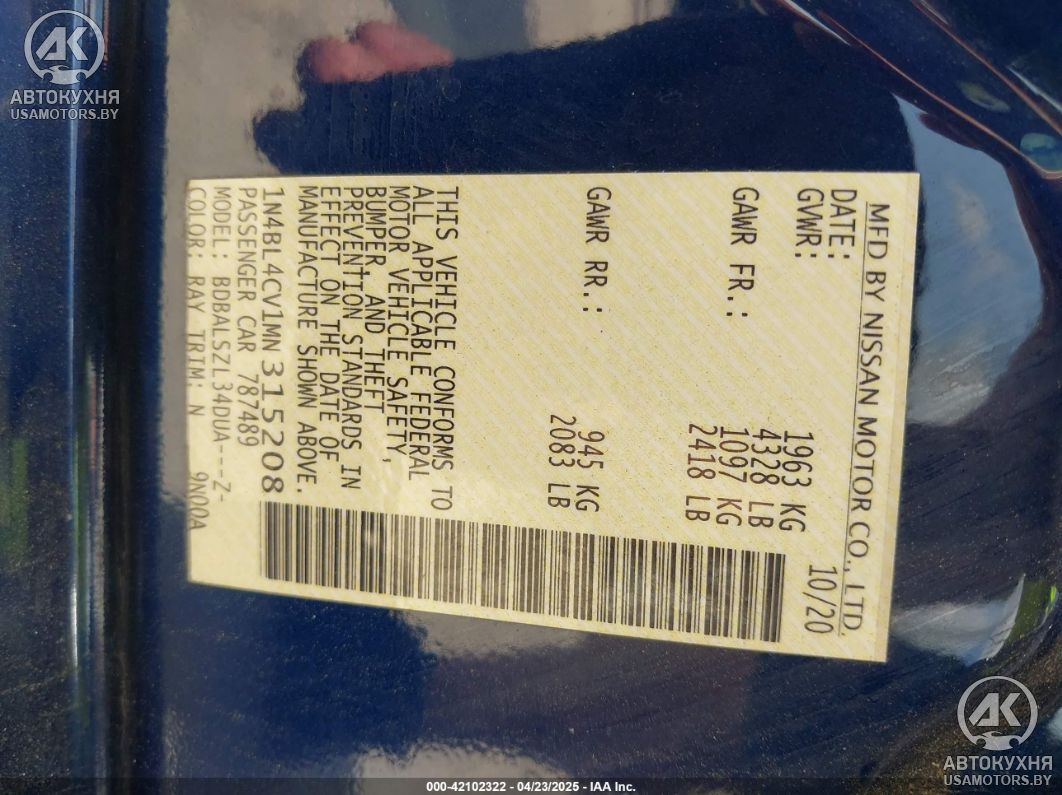 MFD BY NISSAN MOTOR CO., LTD.
DATE: 10/20
GVWR: 1963 KG
4328 LB
GAWR FR.: 1097 KG
2418 LB
GAWR RR.: 945 KG
2083 LB
THIS VEHICLE CONFORMS TO
ALL APPLICABLE FEDERAL
MOTOR VEHICLE SAFETY,
BUMPER, AND THEFT
PREVENTION STANDARDS IN
EFFECT ON THE DATE OF
MANUFACTURE SHOWN ABOVE.
1N4BL4CV1MN315208
PASSENGER CAR 787489
MODEL: BDBALSZL34DUA---Z-
COLOR: RAY TRIM: N 9N00A
АК
АВТОКУХНЯ
USAMOTORS.BY
АК
АВТОКУХНЯ
USAMOTORS.BY
000-42102322 - 04/23/2025 - IAA Inc.